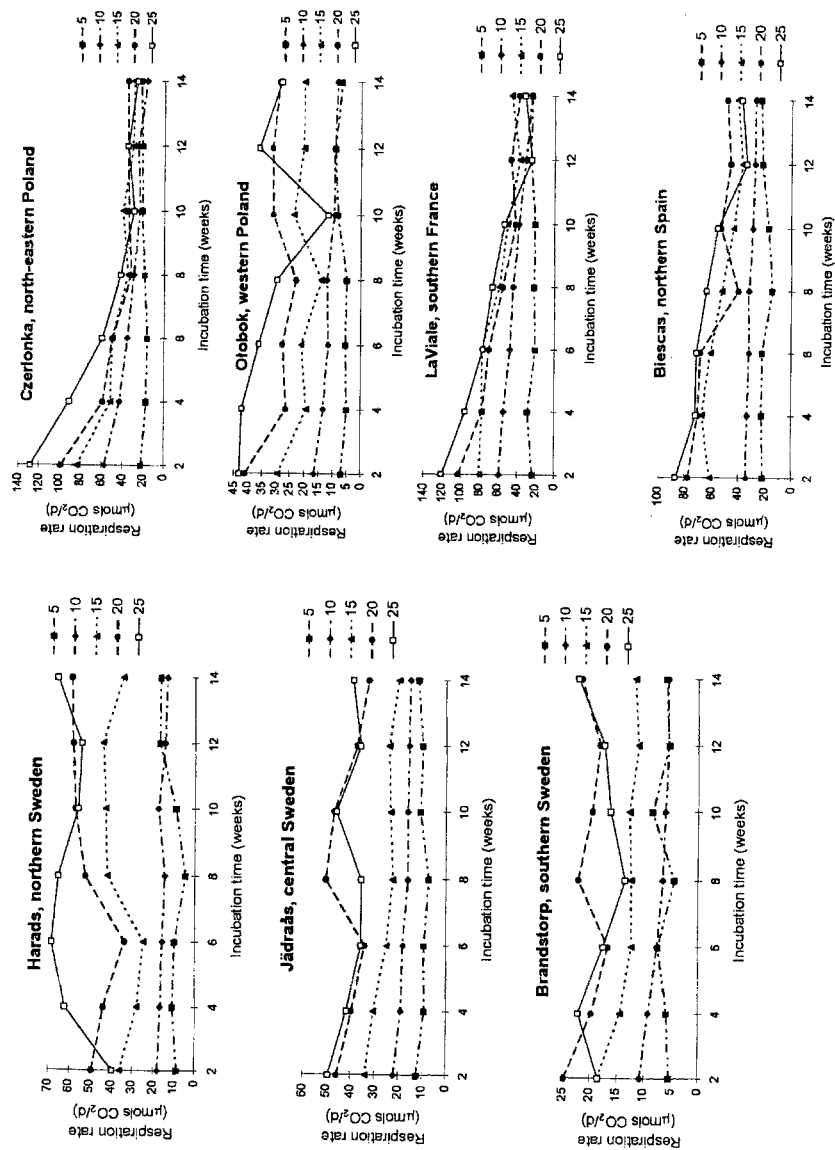 Harads, northern Sweden
Respiration rate
(µmols CO₂/d)
70
60
50
40
30
20
10
0
2 4 6 8 10 12 14
Incubation time (weeks)
5
10
15
20
25
Jädraås, central Sweden
Respiration rate
(µmols CO₂/d)
60
50
40
30
20
10
0
2 4 6 8 10 12 14
Incubation time (weeks)
5
10
15
20
25
Brandstorp, southern Sweden
Respiration rate
(µmols CO₂/d)
25
20
15
10
5
0
2 4 6 8 10 12 14
Incubation time (weeks)
5
10
15
20
25
Czerlonka, north-eastern Poland
Respiration rate
(µmols CO₂/d)
140
120
100
80
60
40
20
0
2 4 6 8 10 12 14
Incubation time (weeks)
5
10
15
20
25
Ołobok, western Poland
Respiration rate
(µmols CO₂/d)
45
40
35
30
25
20
15
10
5
0
2 4 6 8 10 12 14
Incubation time (weeks)
5
10
15
20
25
LaViale, southern France
Respiration rate
(µmols CO₂/d)
140
120
100
80
60
40
20
0
2 4 6 8 10 12 14
Incubation time (weeks)
5
10
15
20
25
Biescas, northern Spain
Respiration rate
(µmols CO₂/d)
100
80
60
40
20
0
2 4 6 8 10 12 14
Incubation time (weeks)
5
10
15
20
25